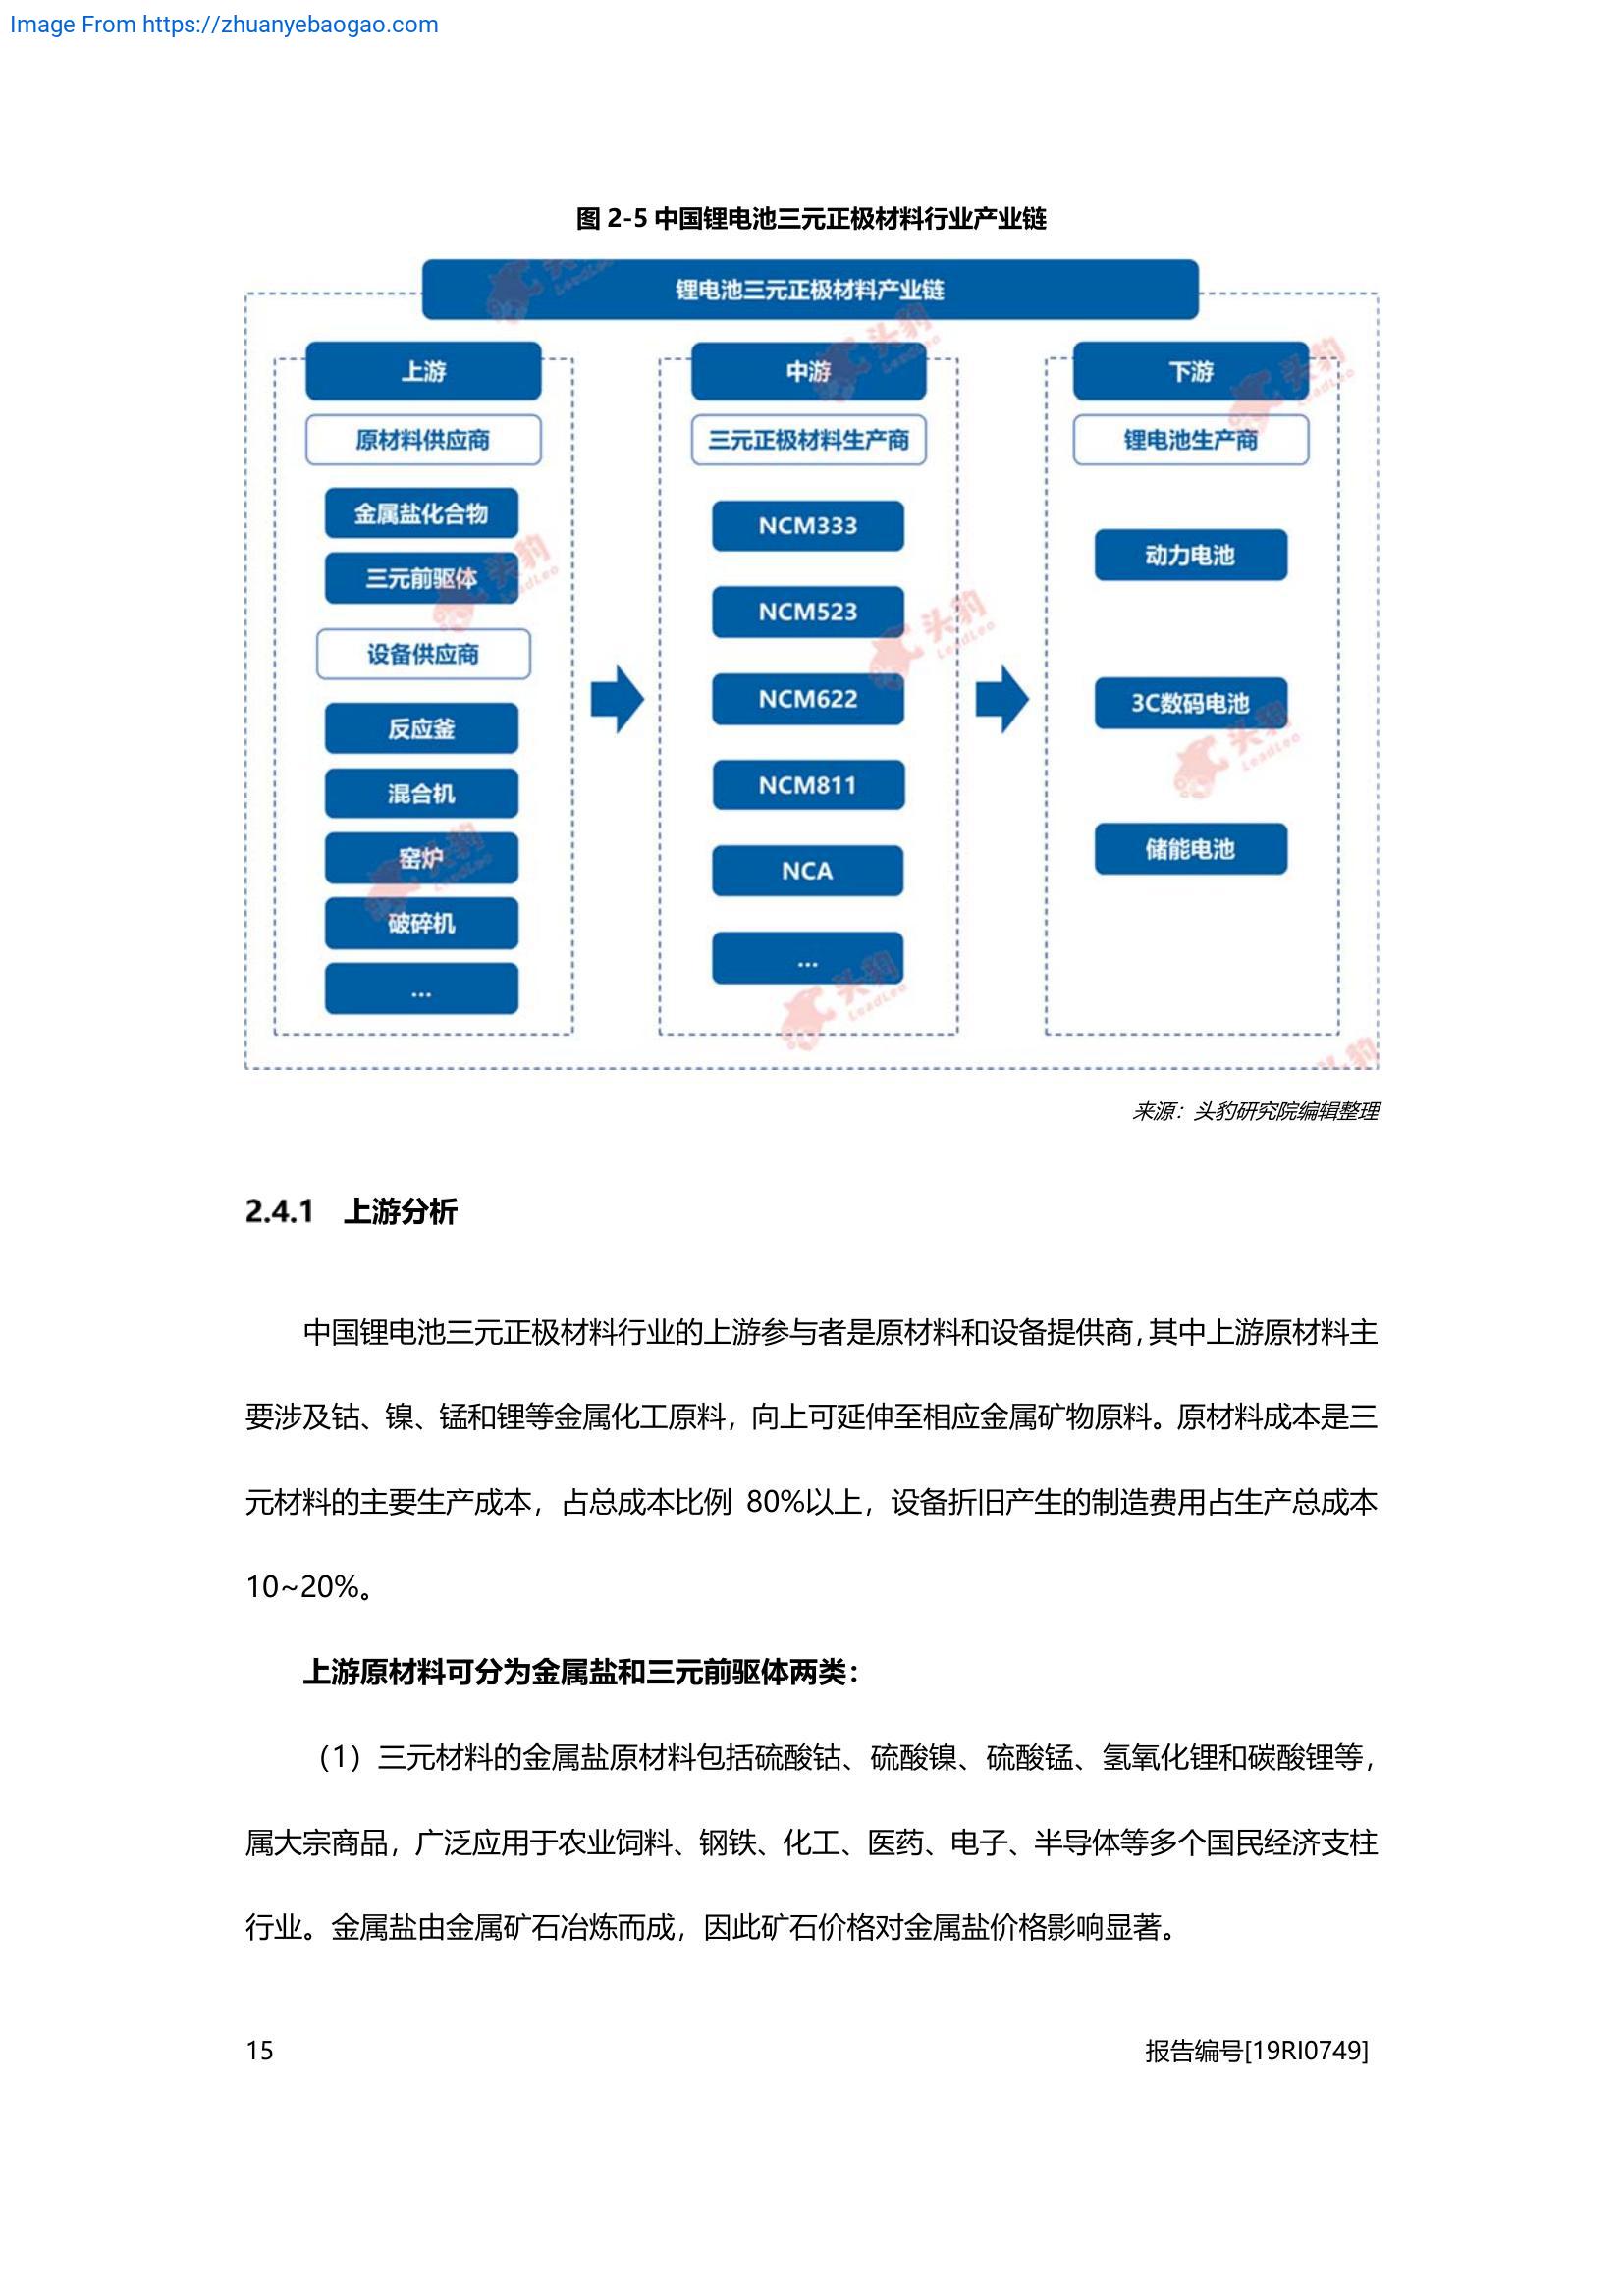 Image From https://zhuanyebaogao.com
图 2-5 中国锂电池三元正极材料行业产业链
锂电池三元正极材料产业链
上游
原材料供应商
金属盐化合物
三元前驱体
设备供应商
反应釜
混合机
窑炉
破碎机
...
中游
三元正极材料生产商
NCM333
NCM523
NCM622
NCM811
NCA
...
下游
锂电池生产商
动力电池
3C数码电池
储能电池
头豹
LeadLeo
来源：头豹研究院编辑整理
2.4.1 上游分析
中国锂电池三元正极材料行业的上游参与者是原材料和设备提供商，其中上游原材料主
要涉及钴、镍、锰和锂等金属化工原料，向上可延伸至相应金属矿物原料。原材料成本是三
元材料的主要生产成本，占总成本比例 80%以上，设备折旧产生的制造费用占生产总成本
10~20%。
上游原材料可分为金属盐和三元前驱体两类：
（1）三元材料的金属盐原材料包括硫酸钴、硫酸镍、硫酸锰、氢氧化锂和碳酸锂等，
属大宗商品，广泛应用于农业饲料、钢铁、化工、医药、电子、半导体等多个国民经济支柱
行业。金属盐由金属矿石冶炼而成，因此矿石价格对金属盐价格影响显著。
15
报告编号[19RI0749]